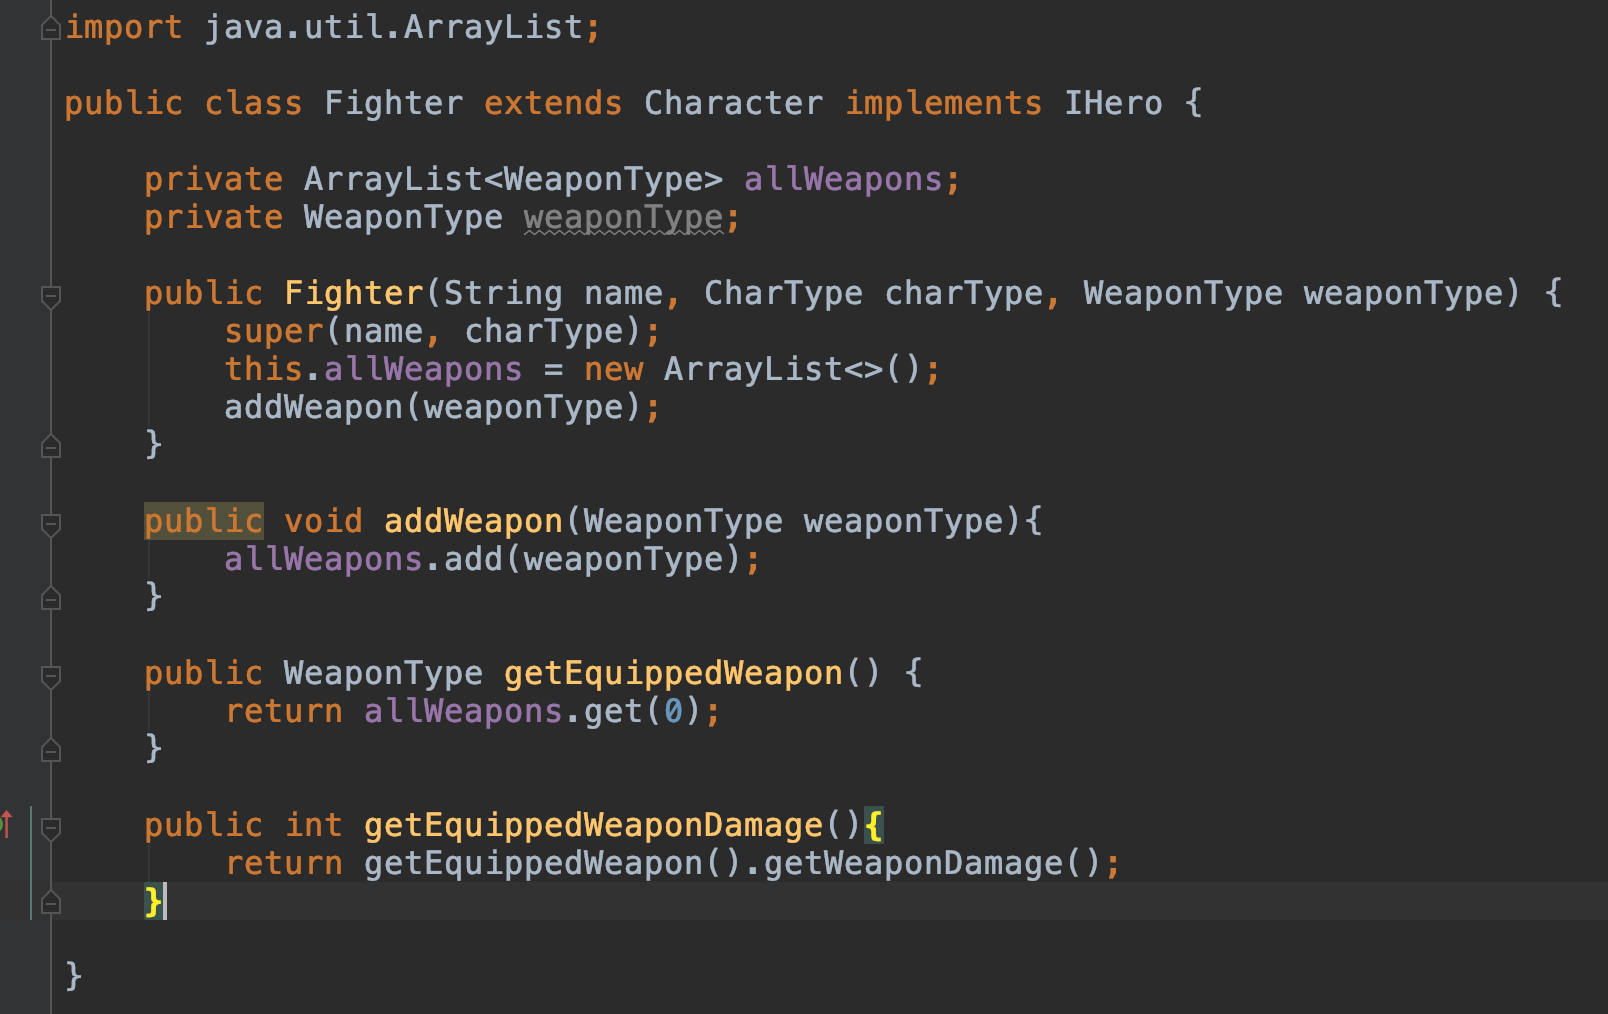 import java.util.ArrayList;
public class Fighter extends Character implements IHero {
private ArrayList<WeaponType> allWeapons;
private WeaponType weaponType;
public Fighter(String name, CharType charType, WeaponType weaponType) {
super(name, charType);
this.allWeapons = new ArrayList<>();
addWeapon(weaponType);
}
public void addWeapon(WeaponType weaponType){
allWeapons.add(weaponType);
}
public WeaponType getEquippedWeapon() {
return allWeapons.get(0);
}
public int getEquippedWeaponDamage(){
return getEquippedWeapon().getWeaponDamage();
}
}